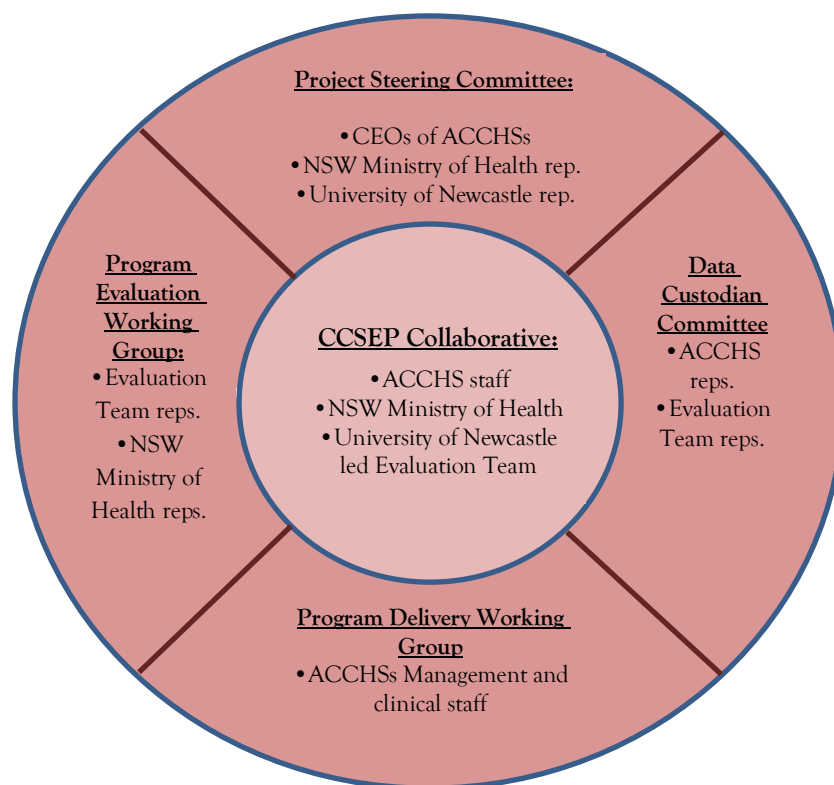 Project Steering Committee:
•CEOs of ACCHSs
•NSW Ministry of Health rep.
•University of Newcastle rep.
Program
Evaluation
Working
Group:
•Evaluation
Team reps.
•NSW
Ministry of
Health reps.
CCSEP Collaborative:
•ACCHS staff
•NSW Ministry of Health
•University of Newcastle
led Evaluation Team
Data
Custodian
Committee
•ACCHS
reps.
•Evaluation
Team reps.
Program Delivery Working
Group
•ACCHSs Management and
clinical staff